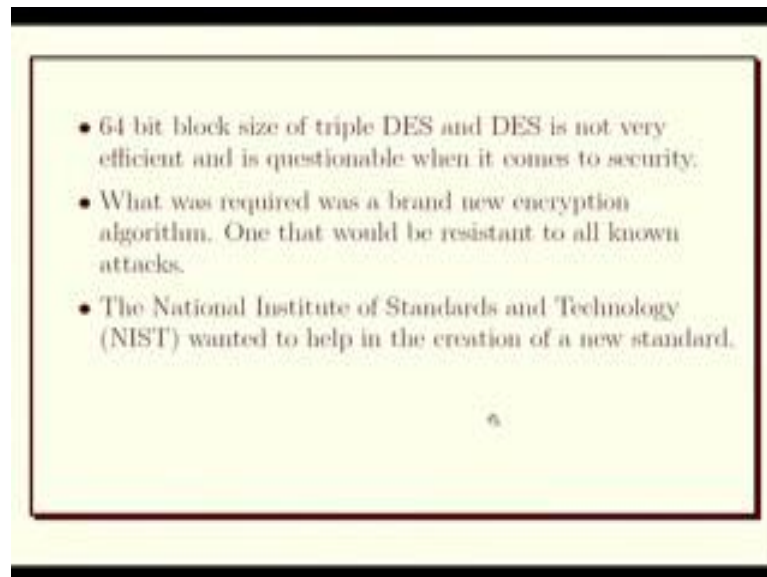 • 64 bit block size of triple DES and DES is not very
efficient and is questionable when it comes to security.
• What was required was a brand new encryption
algorithm. One that would be resistant to all known
attacks.
• The National Institute of Standards and Technology
(NIST) wanted to help in the creation of a new standard.